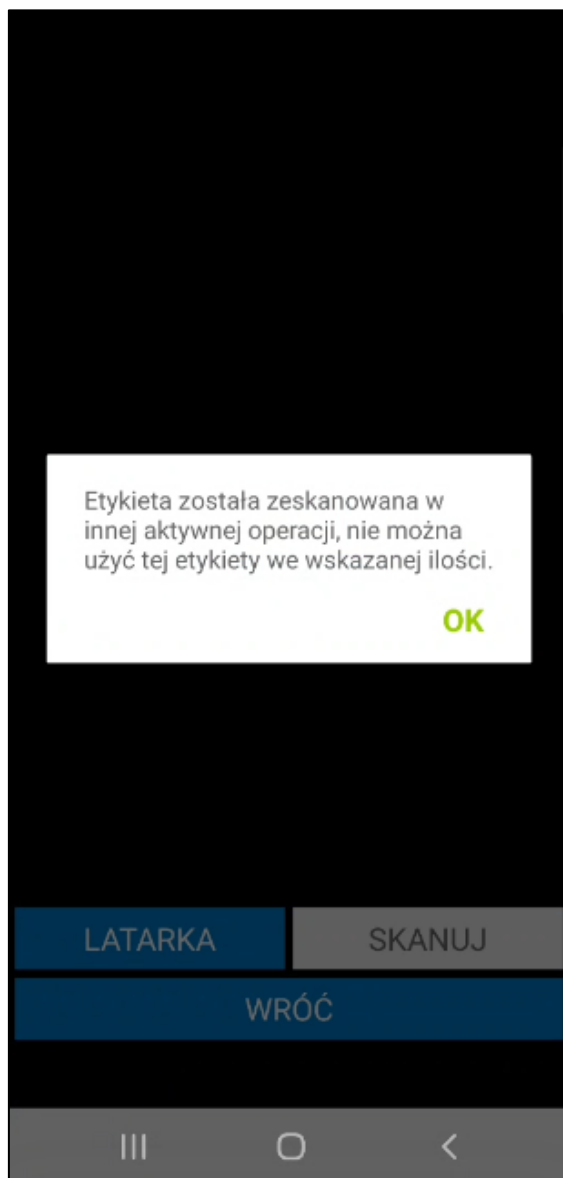 Etykieta została zeskanowana w
innej aktywnej operacji, nie można
użyć tej etykiety we wskazanej ilości.
OK
LATARKA SKANUJ
WRÓĆ